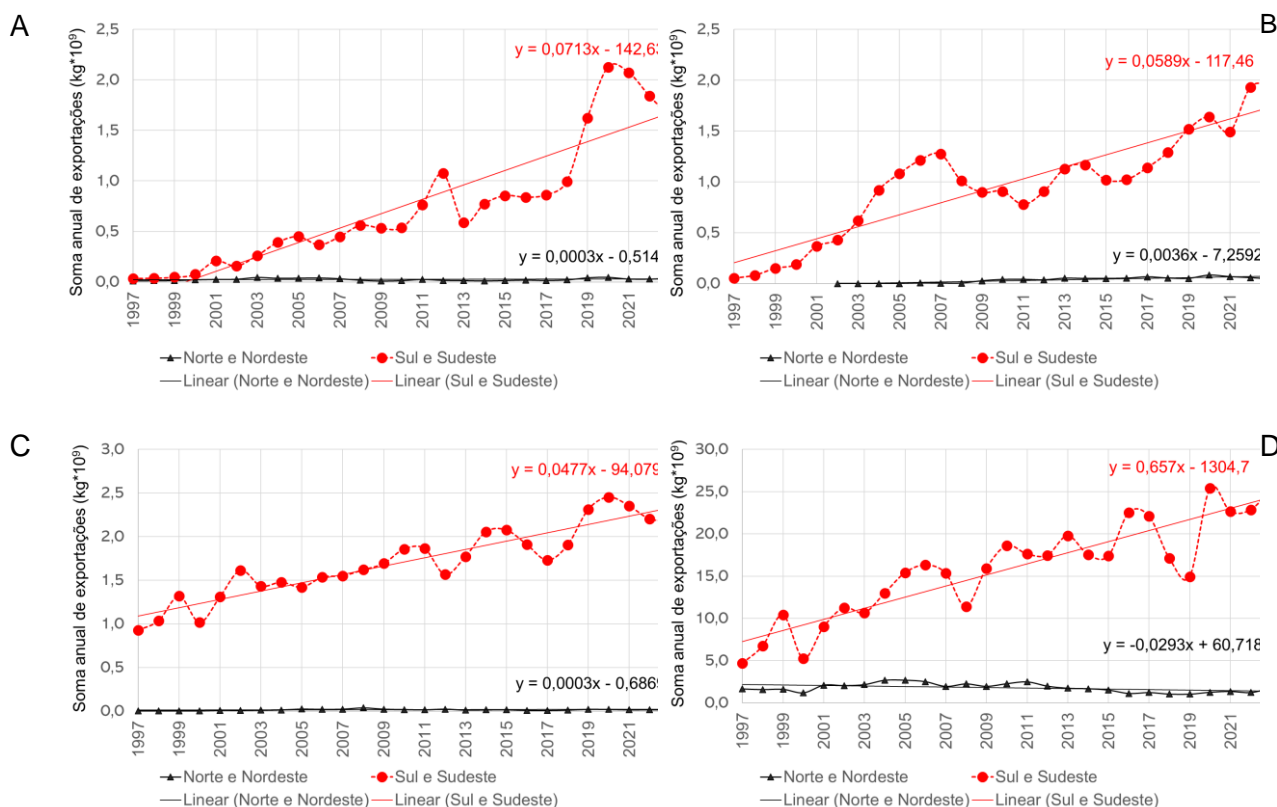 A
Soma anual de exportações (kg*10⁹)
2,5
2,0
1,5
1,0
0,5
0,0
y = 0,0713x - 142,63
y = 0,0003x - 0,514
1997 1999 2001 2003 2005 2007 2009 2011 2013 2015 2017 2019 2021
Norte e Nordeste Sul e Sudeste
Linear (Norte e Nordeste) Linear (Sul e Sudeste)
B
Soma anual de exportações (kg*10⁹)
2,5
2,0
1,5
1,0
0,5
0,0
y = 0,0589x - 117,46
y = 0,0036x - 7,2592
1997 1999 2001 2003 2005 2007 2009 2011 2013 2015 2017 2019 2021
Norte e Nordeste Sul e Sudeste
Linear (Norte e Nordeste) Linear (Sul e Sudeste)
C
Soma anual de exportações (kg*10⁹)
3,0
2,5
2,0
1,5
1,0
0,5
0,0
y = 0,0477x - 94,079
y = 0,0003x - 0,6869
1997 1999 2001 2003 2005 2007 2009 2011 2013 2015 2017 2019 2021
Norte e Nordeste Sul e Sudeste
Linear (Norte e Nordeste) Linear (Sul e Sudeste)
D
Soma anual de exportações (kg*10⁹)
30,0
25,0
20,0
15,0
10,0
5,0
0,0
y = 0,657x - 1304,7
y = -0,0293x + 60,718
1997 1999 2001 2003 2005 2007 2009 2011 2013 2015 2017 2019 2021
Norte e Nordeste Sul e Sudeste
Linear (Norte e Nordeste) Linear (Sul e Sudeste)